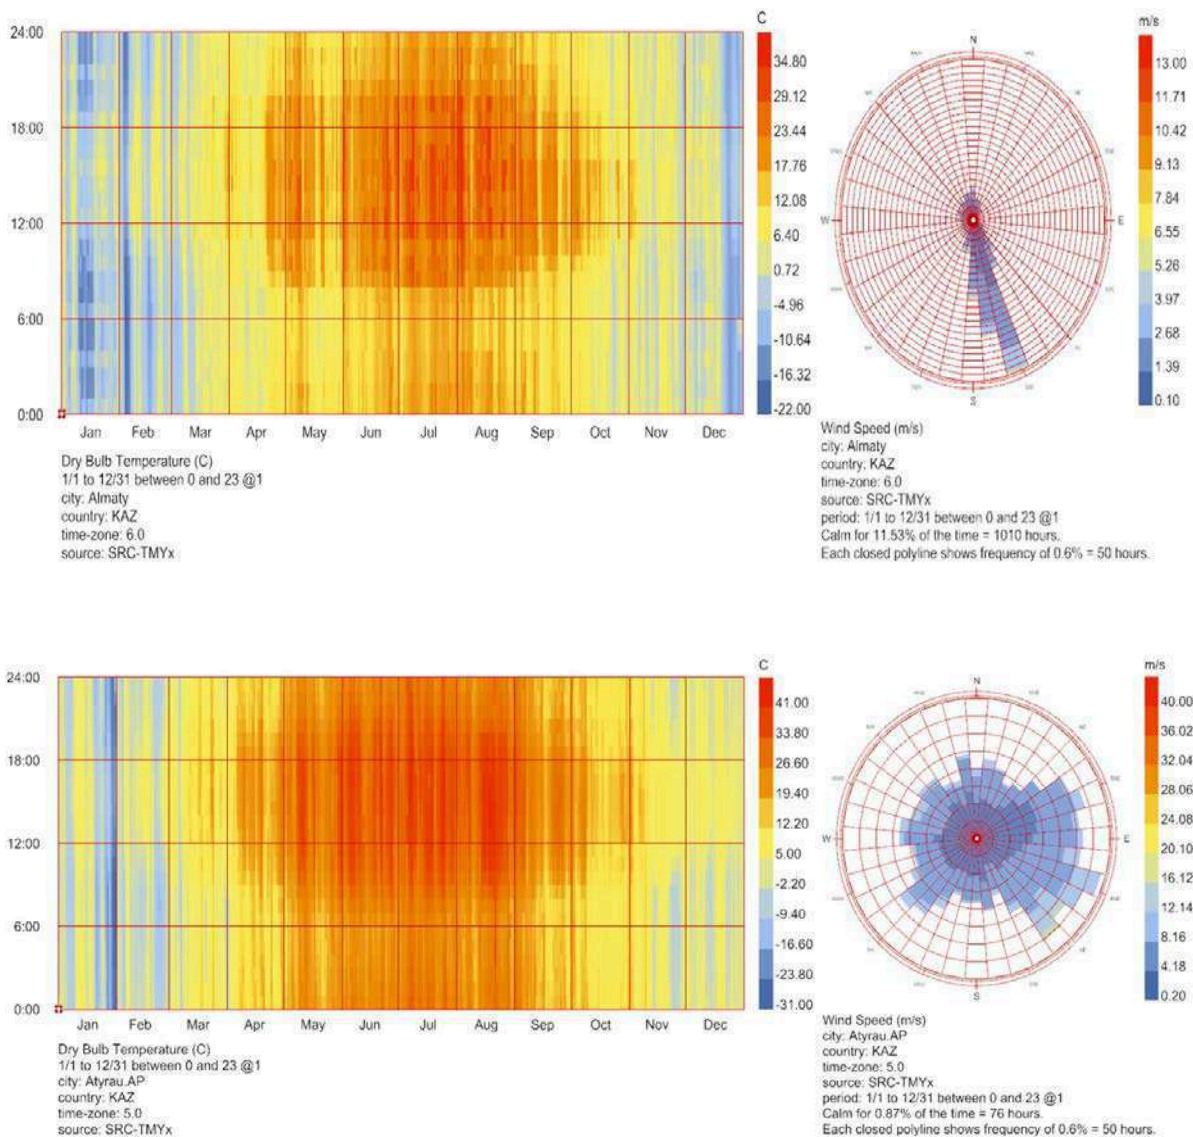 C
24:00
18:00
12:00
6:00
0:00
34.80
29.12
23.44
17.76
12.08
6.40
0.72
-4.96
-10.64
-16.32
-22.00
Jan Feb Mar Apr May Jun Jul Aug Sep Oct Nov Dec
Dry Bulb Temperature (C)
1/1 to 12/31 between 0 and 23 @1
city: Almaty
country: KAZ
time-zone: 6.0
source: SRC-TMYx
m/s
N
W
E
S
13.00
11.71
10.42
9.13
7.84
6.55
5.26
3.97
2.68
1.39
0.10
Wind Speed (m/s)
city: Almaty
country: KAZ
time-zone: 6.0
source: SRC-TMYx
period: 1/1 to 12/31 between 0 and 23 @1
Calm for 11.53% of the time = 1010 hours.
Each closed polyline shows frequency of 0.6% = 50 hours.
C
24:00
18:00
12:00
6:00
0:00
41.00
33.80
26.60
19.40
12.20
5.00
-2.20
-9.40
-16.60
-23.80
-31.00
Jan Feb Mar Apr May Jun Jul Aug Sep Oct Nov Dec
Dry Bulb Temperature (C)
1/1 to 12/31 between 0 and 23 @1
city: Atyrau.AP
country: KAZ
time-zone: 5.0
source: SRC-TMYx
m/s
N
W
E
S
40.00
36.02
32.04
28.06
24.08
20.10
16.12
12.14
8.16
4.18
0.20
Wind Speed (m/s)
city: Atyrau.AP
country: KAZ
time-zone: 5.0
source: SRC-TMYx
period: 1/1 to 12/31 between 0 and 23 @1
Calm for 0.87% of the time = 76 hours.
Each closed polyline shows frequency of 0.6% = 50 hours.